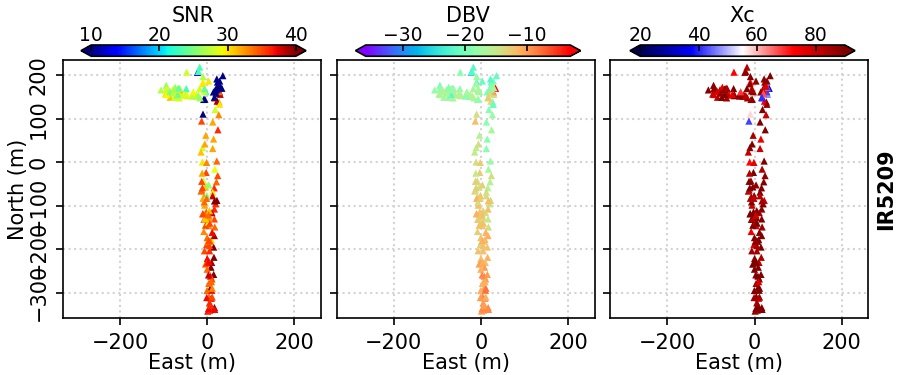 SNR DBV Xc
10 20 30 40 −30 −20 −10 20 40 60 80
North (m)
200
100
0
−100
−200
−300
IR5209
−200 0 200 −200 0 200 −200 0 200
East (m) East (m) East (m)